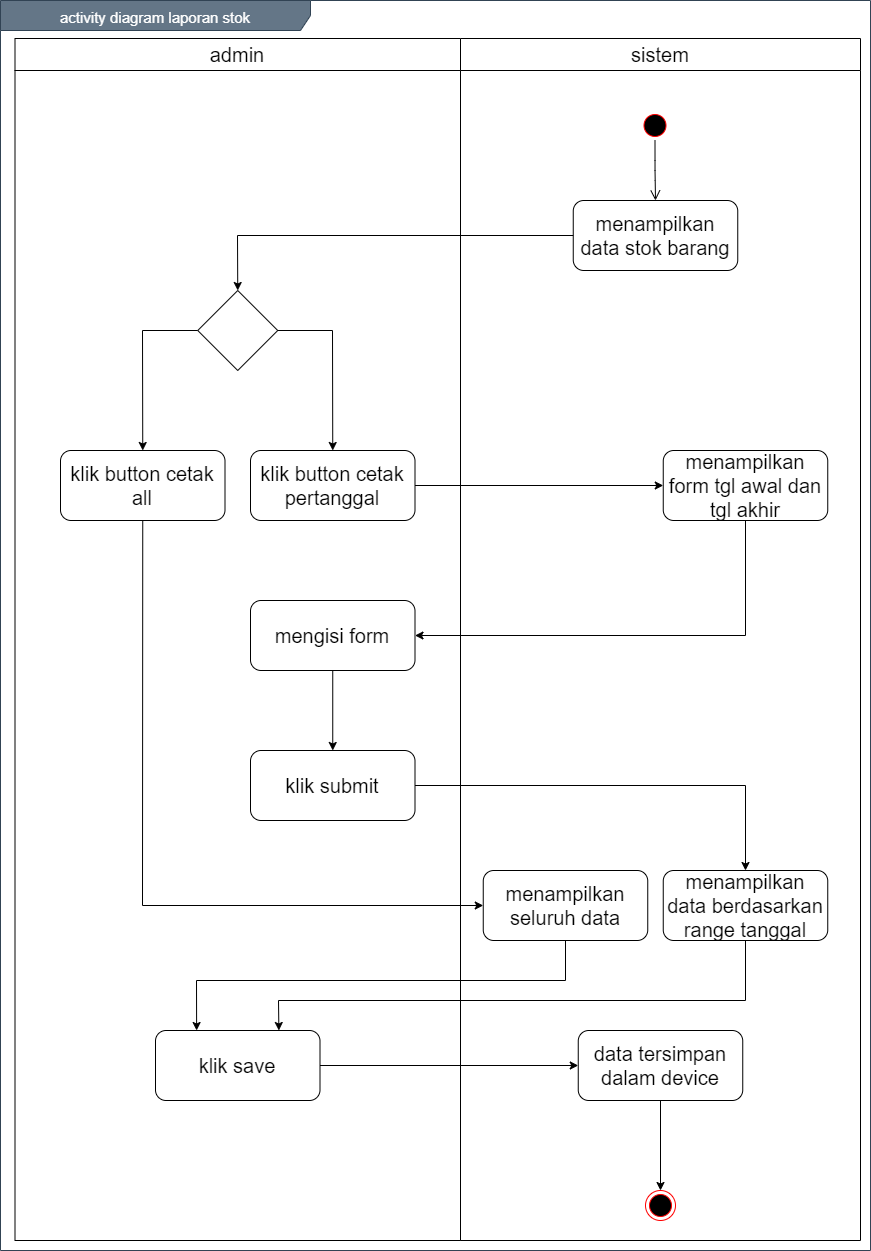 activity diagram laporan stok
admin
sistem
menampilkan
data stok barang
klik button cetak
all
klik button cetak
pertanggal
menampilkan
form tgl awal dan
tgl akhir
mengisi form
klik submit
menampilkan
seluruh data
menampilkan
data berdasarkan
range tanggal
klik save
data tersimpan
dalam device